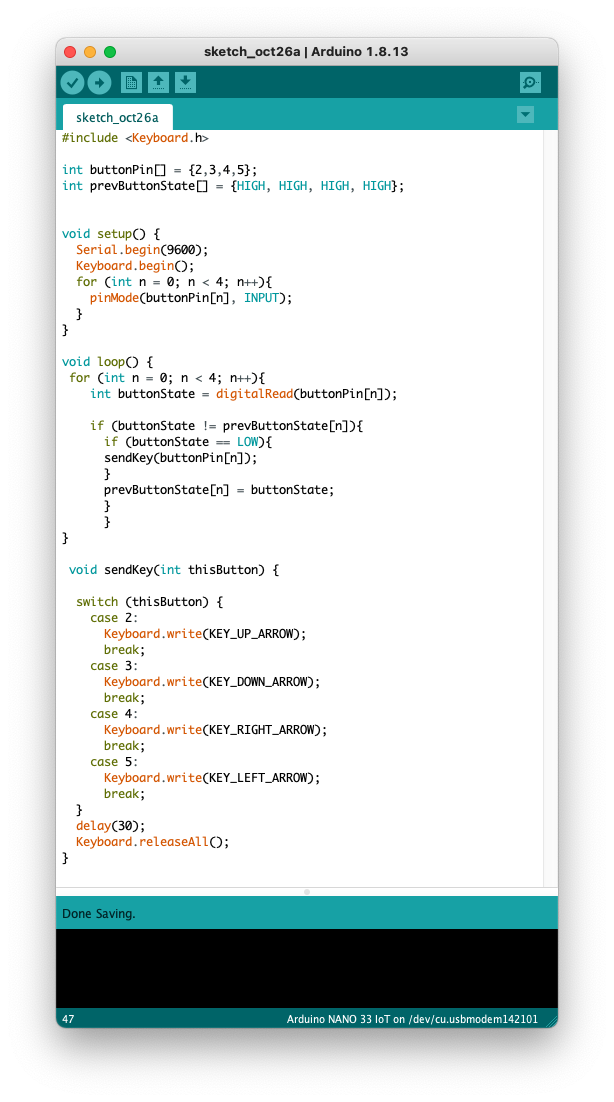 sketch_oct26a | Arduino 1.8.13
sketch_oct26a
#include <Keyboard.h>
int buttonPin[] = {2,3,4,5};
int prevButtonState[] = {HIGH, HIGH, HIGH, HIGH};
void setup() {
  Serial.begin(9600);
  Keyboard.begin();
  for (int n = 0; n < 4; n++){
    pinMode(buttonPin[n], INPUT);
  }
}
void loop() {
 for (int n = 0; n < 4; n++){
    int buttonState = digitalRead(buttonPin[n]);
    if (buttonState != prevButtonState[n]){
      if (buttonState == LOW){
      sendKey(buttonPin[n]);
      }
      prevButtonState[n] = buttonState;
      }
      }
}
 void sendKey(int thisButton) {
  switch (thisButton) {
    case 2:
      Keyboard.write(KEY_UP_ARROW);
      break;
    case 3:
      Keyboard.write(KEY_DOWN_ARROW);
      break;
    case 4:
      Keyboard.write(KEY_RIGHT_ARROW);
      break;
    case 5:
      Keyboard.write(KEY_LEFT_ARROW);
      break;
  }
  delay(30);
  Keyboard.releaseAll();
}
Done Saving.
47 Arduino NANO 33 IoT on /dev/cu.usbmodem142101